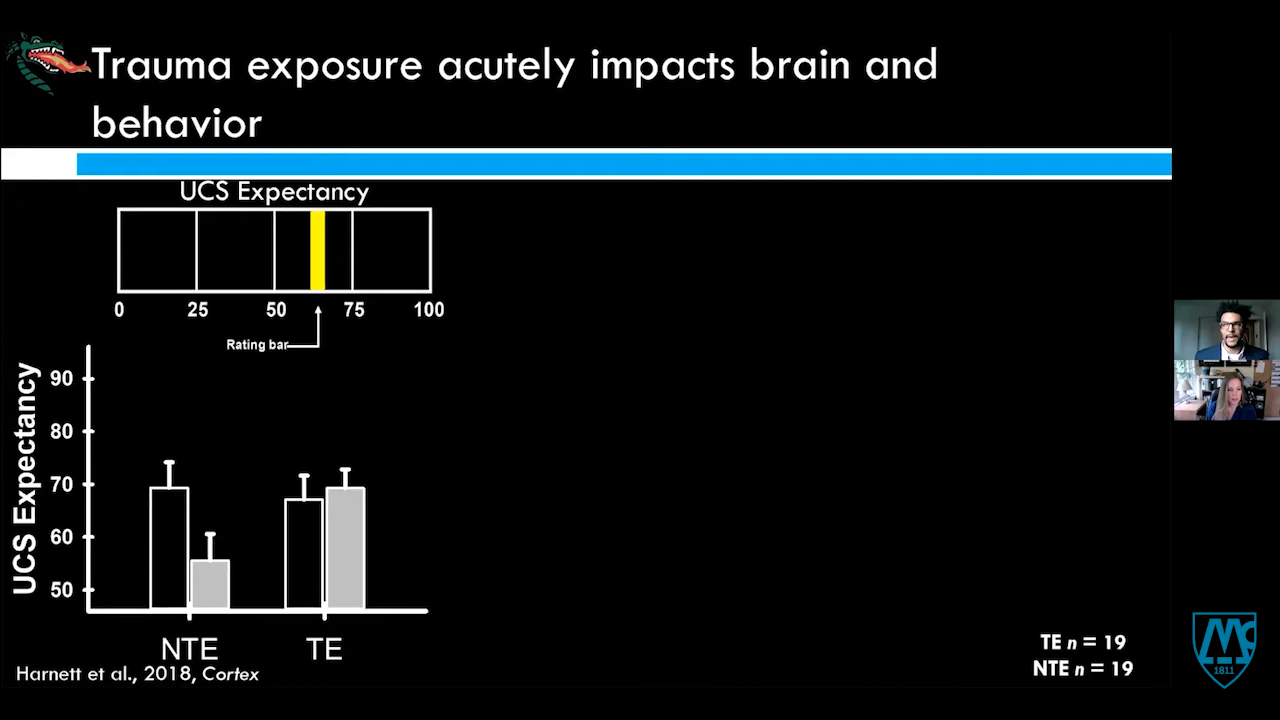 Trauma exposure acutely impacts brain and
behavior
UCS Expectancy
0 25 50 75 100
Rating bar
UCS Expectancy
90
80
70
60
50
NTE TE
Harnett et al., 2018, Cortex
TE n = 19
NTE n = 19
1811